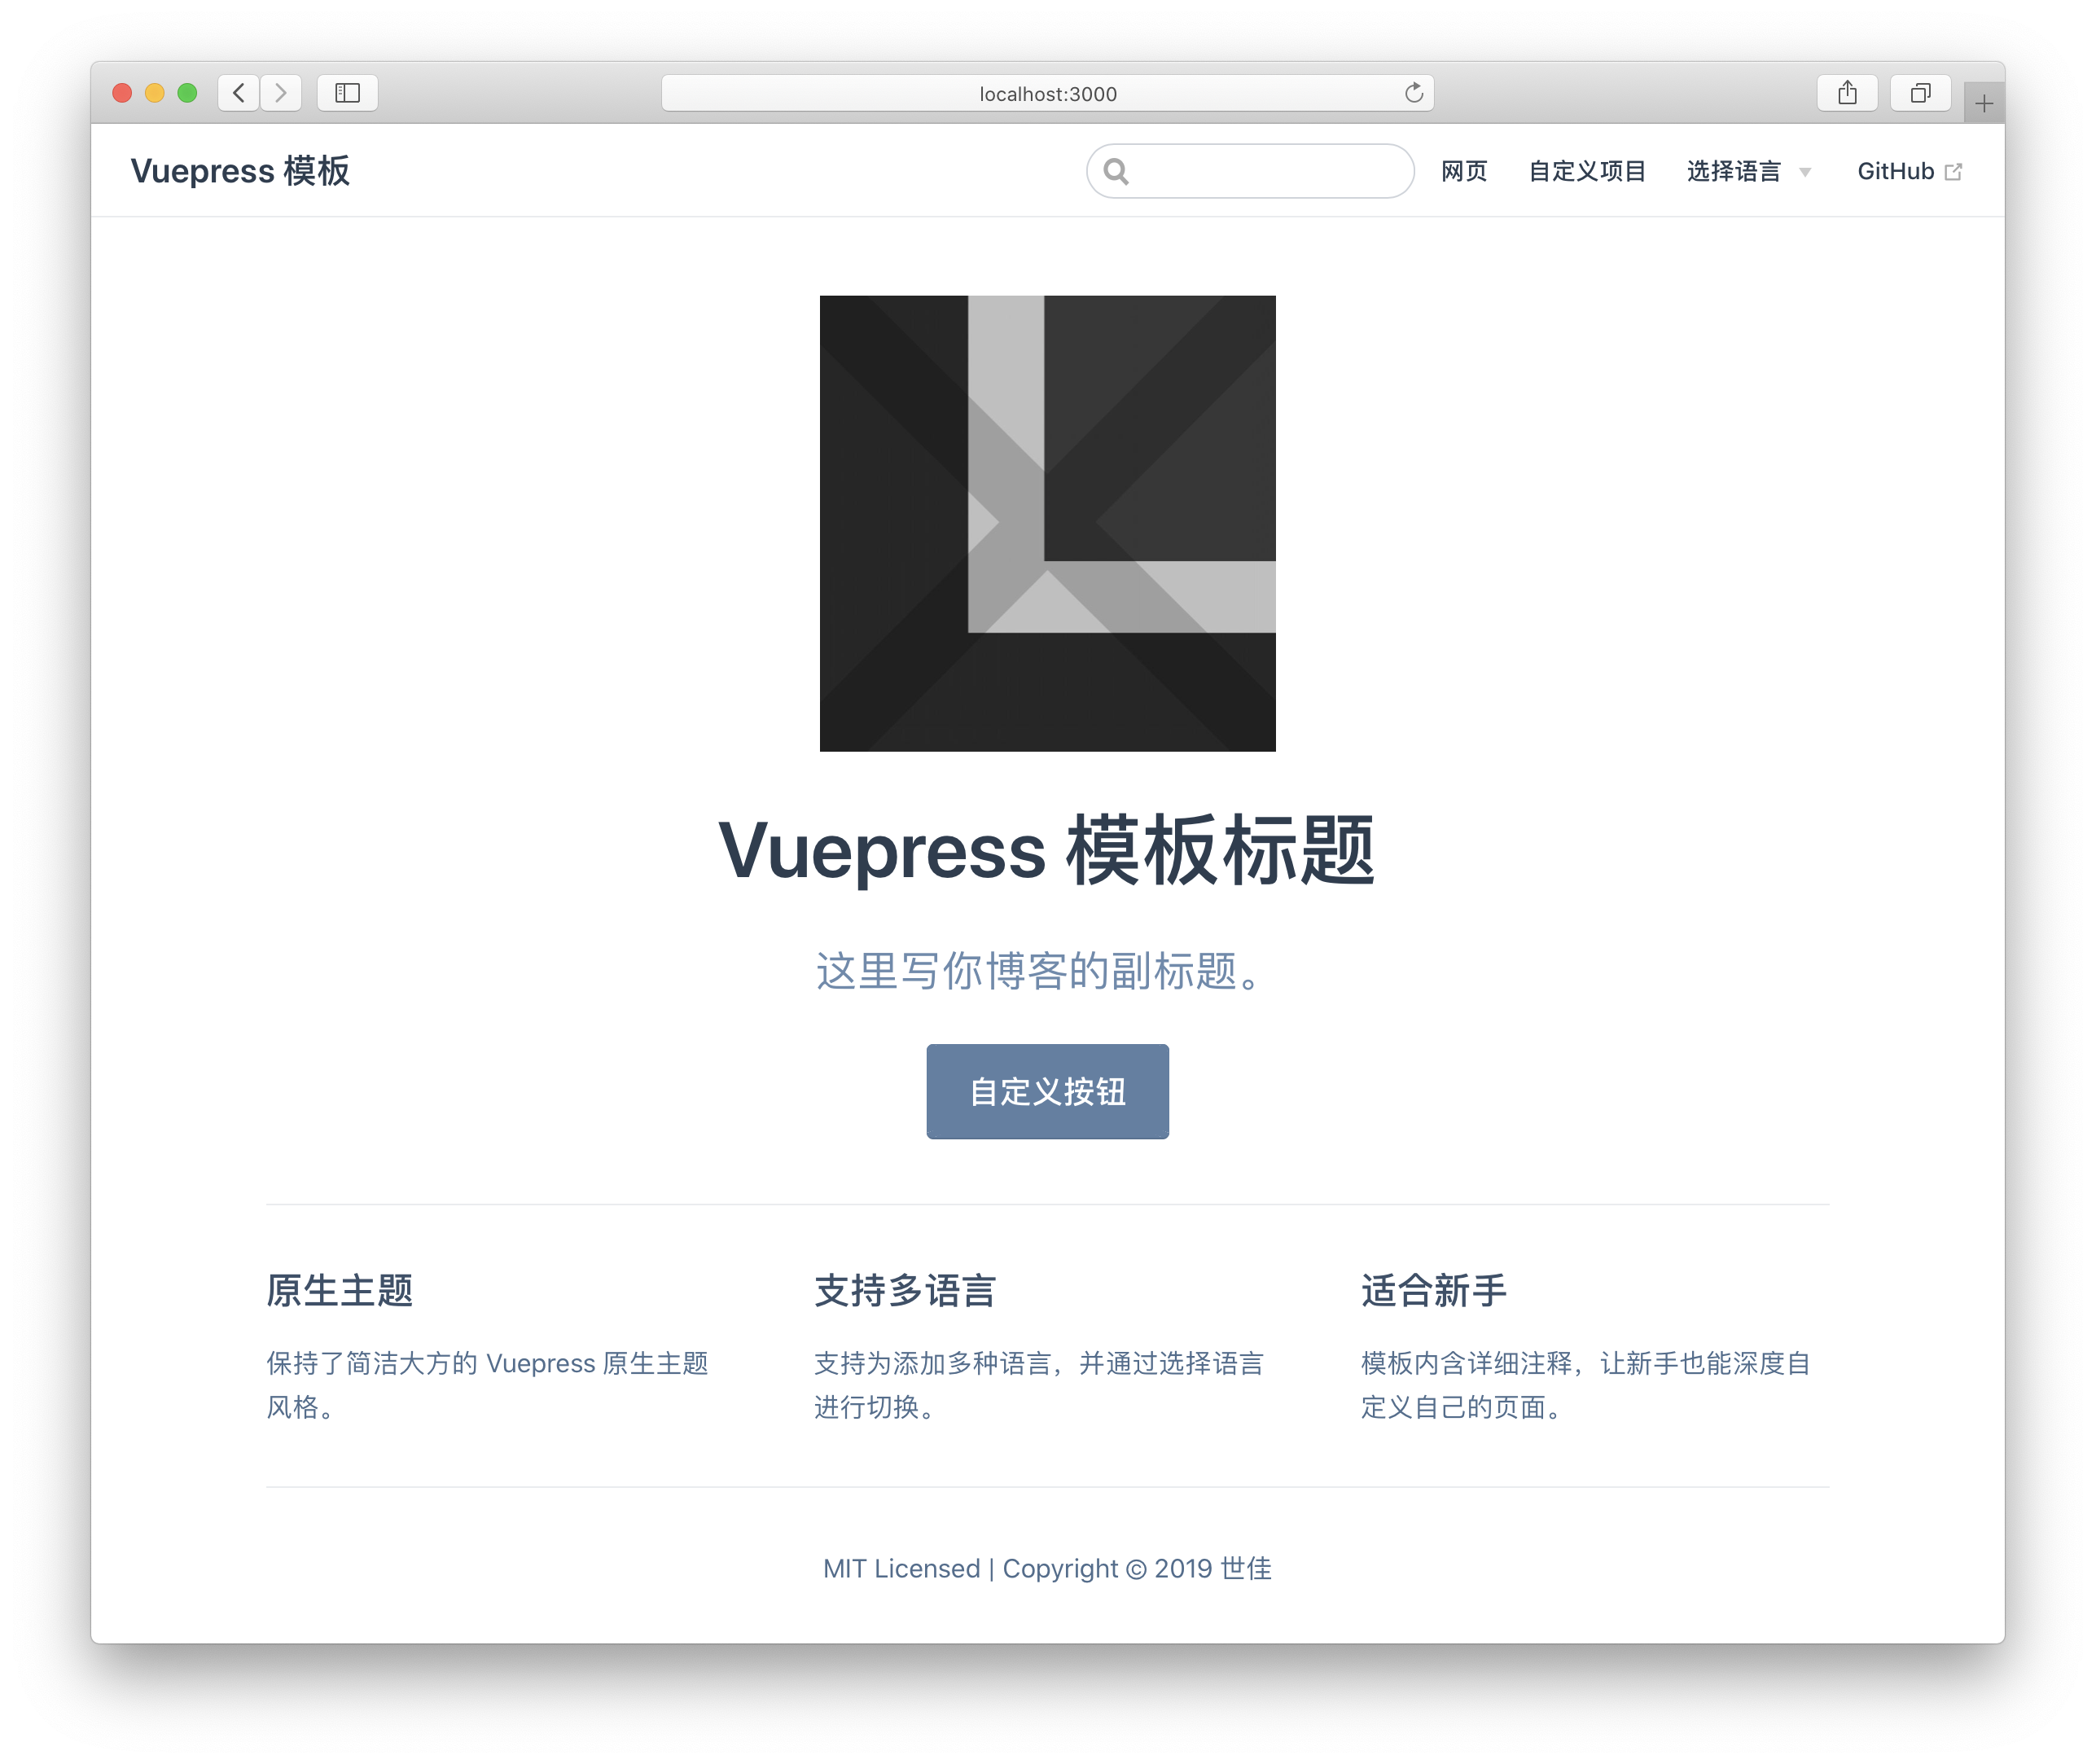 localhost:3000
Vuepress 模板
网页 自定义项目 选择语言 GitHub
Vuepress 模板标题
这里写你博客的副标题。
自定义按钮
原生主题
保持了简洁大方的 Vuepress 原生主题
风格。
支持多语言
支持为添加多种语言，并通过选择语言
进行切换。
适合新手
模板内含详细注释，让新手也能深度自
定义自己的页面。
MIT Licensed | Copyright © 2019 世佳